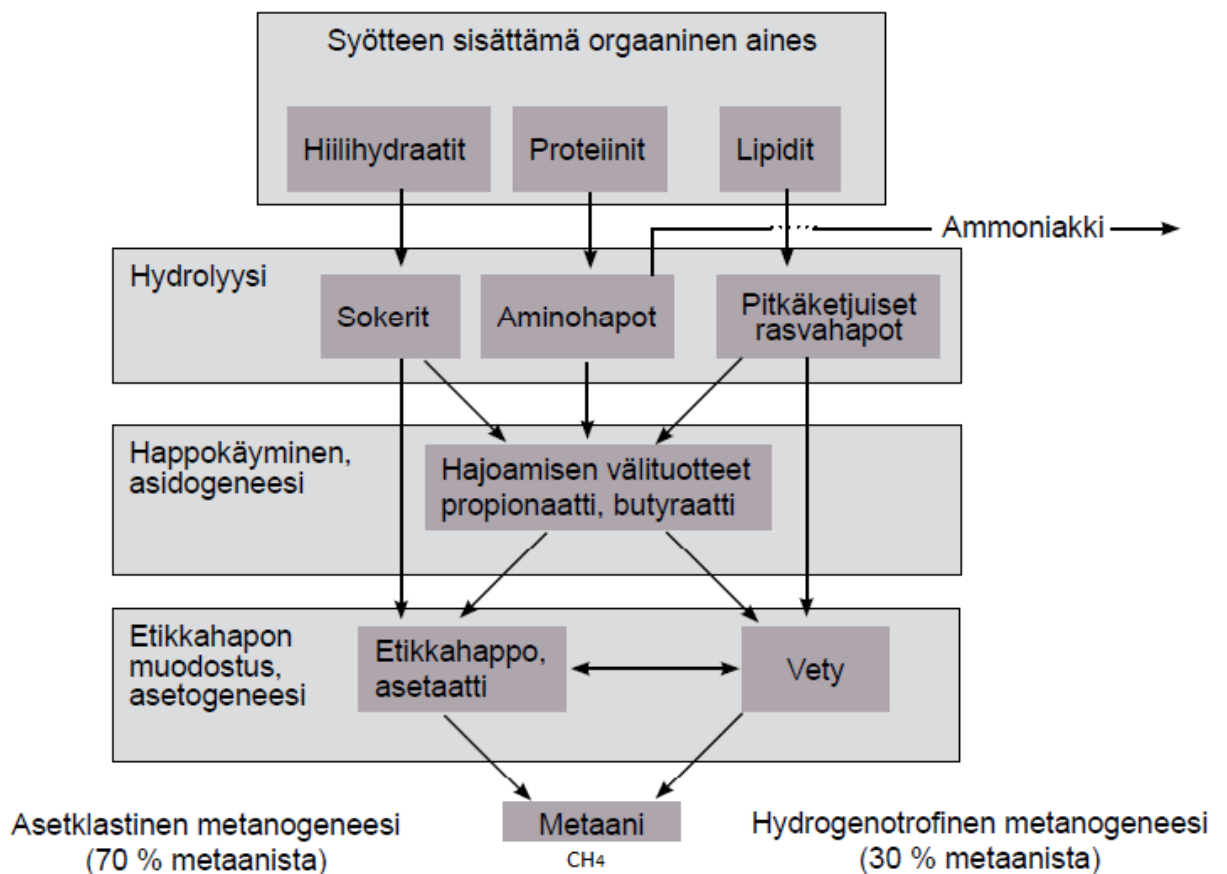 Syötteen sisättämä orgaaninen aines
Hiilihydraatit
Proteiinit
Lipidit
Ammoniakki
Hydrolyysi
Sokerit
Aminohapot
Pitkäketjuiset
rasvahapot
Happokäyminen,
asidogeneesi
Hajoamisen välituotteet
propionaatti, butyraatti
Etikkahapon
muodostus,
asetogeneesi
Etikkahappo,
asetaatti
Vety
Asetklastinen metanogeneesi
(70 % metaanista)
Metaani
CH4
Hydrogenotrofinen metanogeneesi
(30 % metaanista)